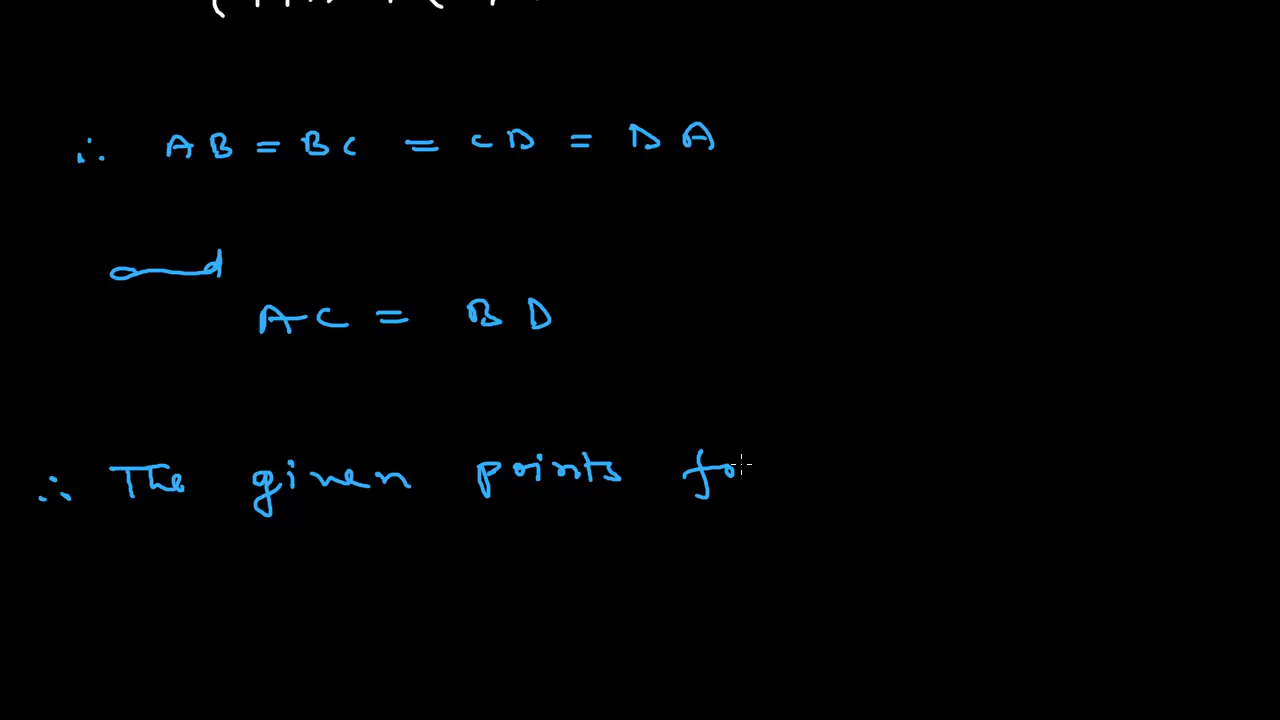 ∴ AB = BC = CD = DA
and
AC = BD
∴ The given points fo